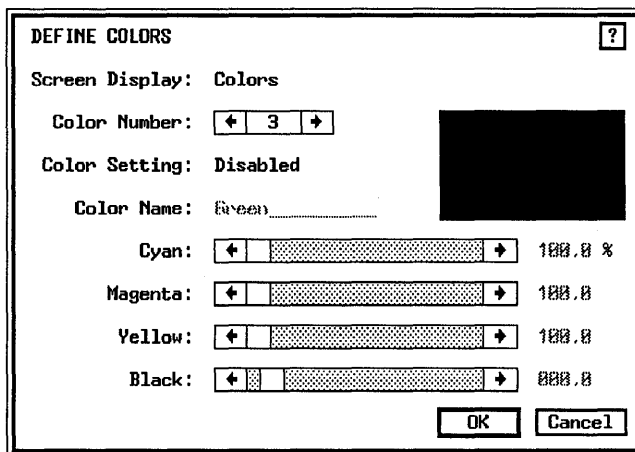 DEFINE COLORS ?
Screen Display: Colors
Color Number: 3
Color Setting: Disabled
Color Name: Green
Cyan: 100.0 %
Magenta: 100.0
Yellow: 100.0
Black: 000.0
OK Cancel